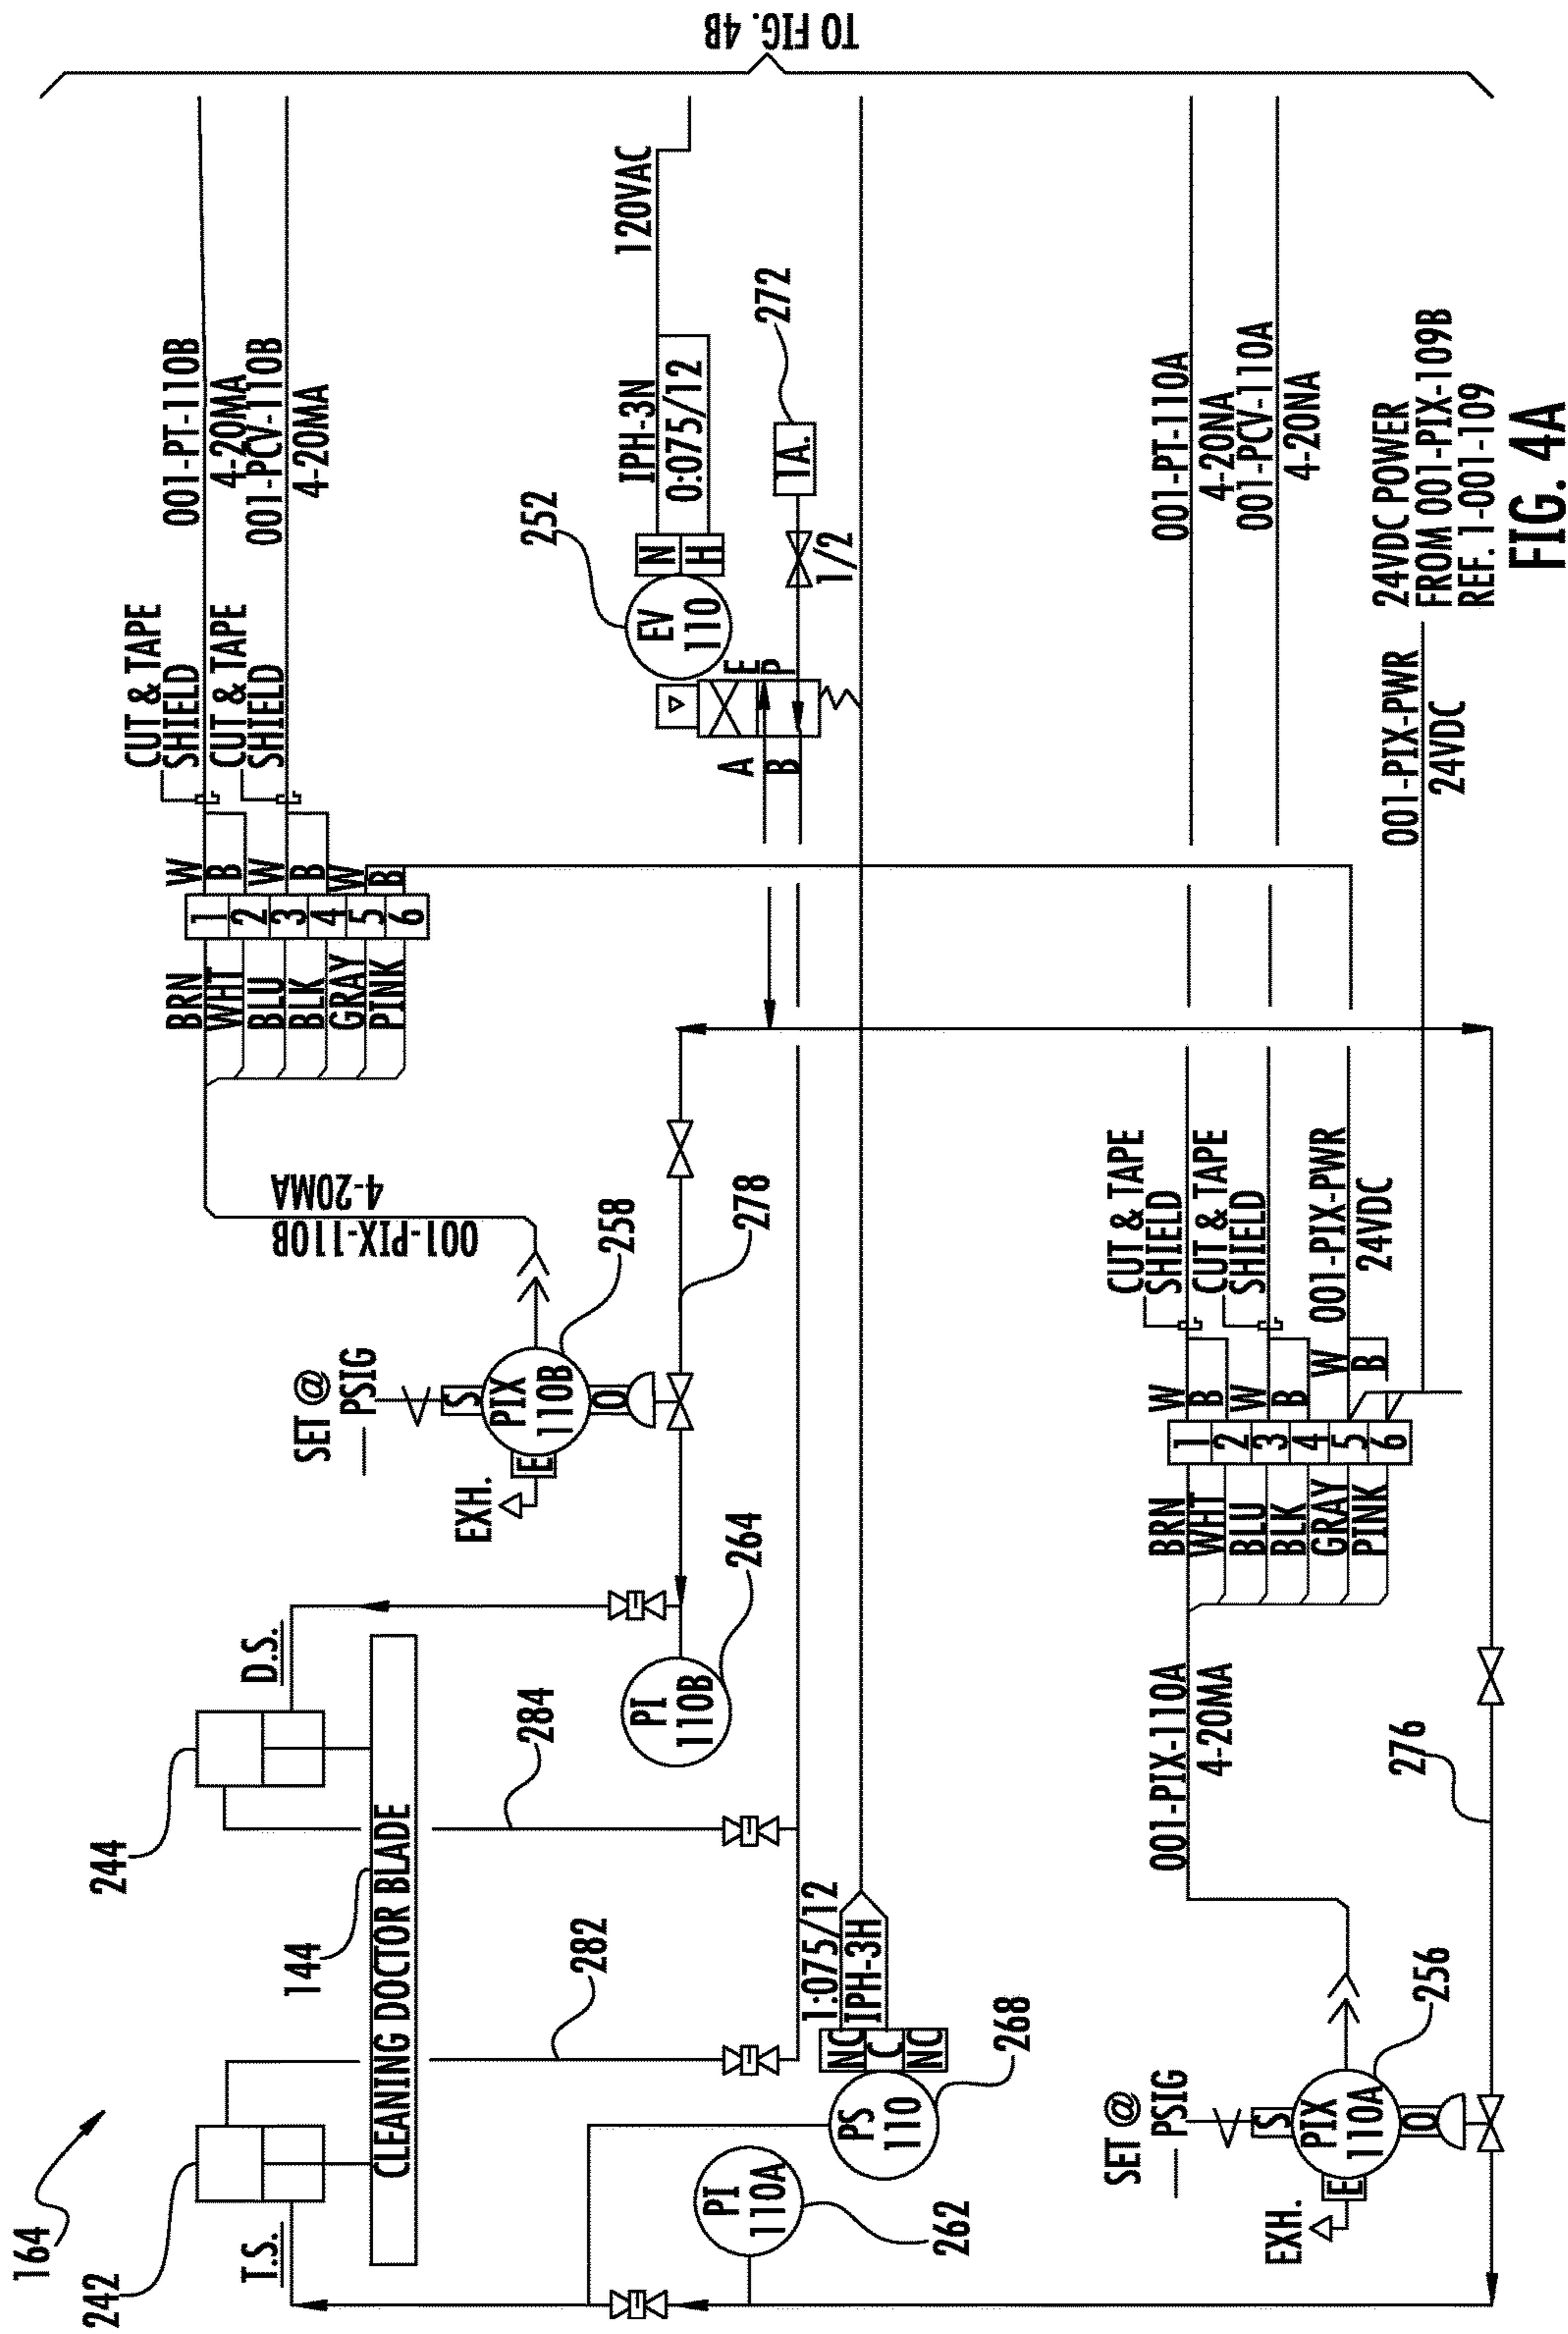 TO FIG. 4B
001-PT-110B
4-20MA
001-PCV-110B
4-20MA
CUT & TAPE
SHIELD
CUT & TAPE
SHIELD
W
B
W
B
W
B
1
2
3
4
5
6
BRN
WHT
BLU
BLK
GRAY
PINK
001-PIX-110B
4-20MA
120VAC
IPH-3N
0:075/12
252
EV
110
N
H
1A.
272
1/2
E
P
A
B
SET @
PSIG
S
PIX
110B
O
E
EXH.
258
278
PI
110B
264
D.S.
244
284
CLEANING DOCTOR BLADE
144
282
164
242
T.S.
1:075/12
IPH-3H
NC
C
NC
PS
110
268
PI
110A
262
001-PT-110A
4-20NA
001-PCV-110A
4-20NA
24VDC POWER
FROM 001-PIX-109B
REF. 1-001-109
001-PIX-PWR
24VDC
CUT & TAPE
SHIELD
CUT & TAPE
SHIELD
001-PIX-PWR
24VDC
W
B
W
B
W
B
1
2
3
4
5
6
BRN
WHT
BLU
BLK
GRAY
PINK
001-PIX-110A
4-20MA
276
SET @
PSIG
S
PIX
110A
O
E
EXH.
256
FIG. 4A